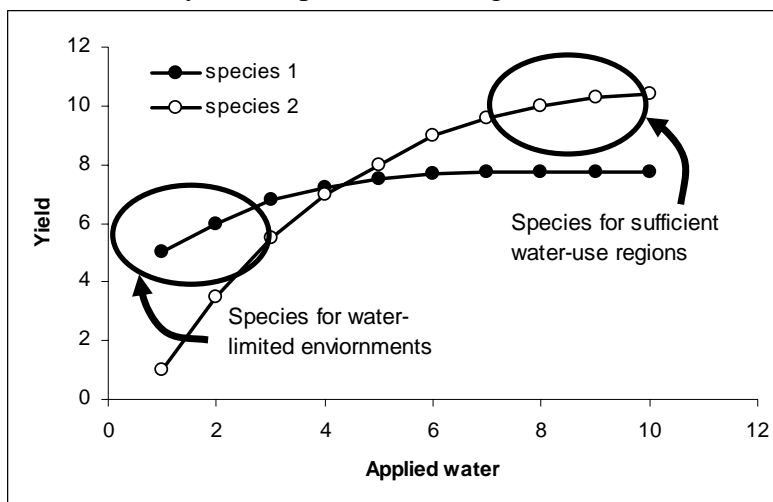 12
10
8
6
4
2
0
Yield
species 1
species 2
Species for sufficient
water-use regions
Species for water-
limited enviornments
0 2 4 6 8 10 12
Applied water